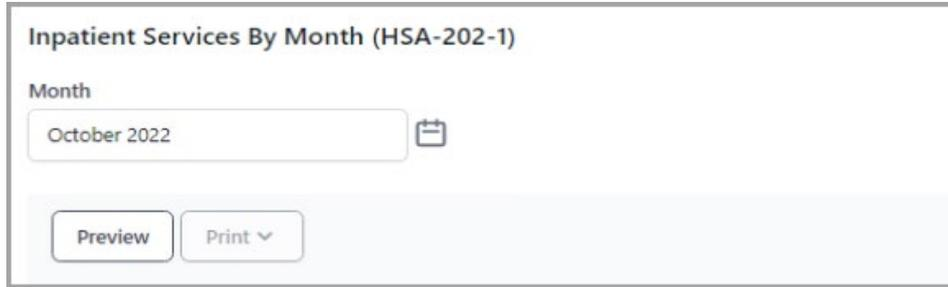 Inpatient Services By Month (HSA-202-1)
Month
October 2022
Preview Print